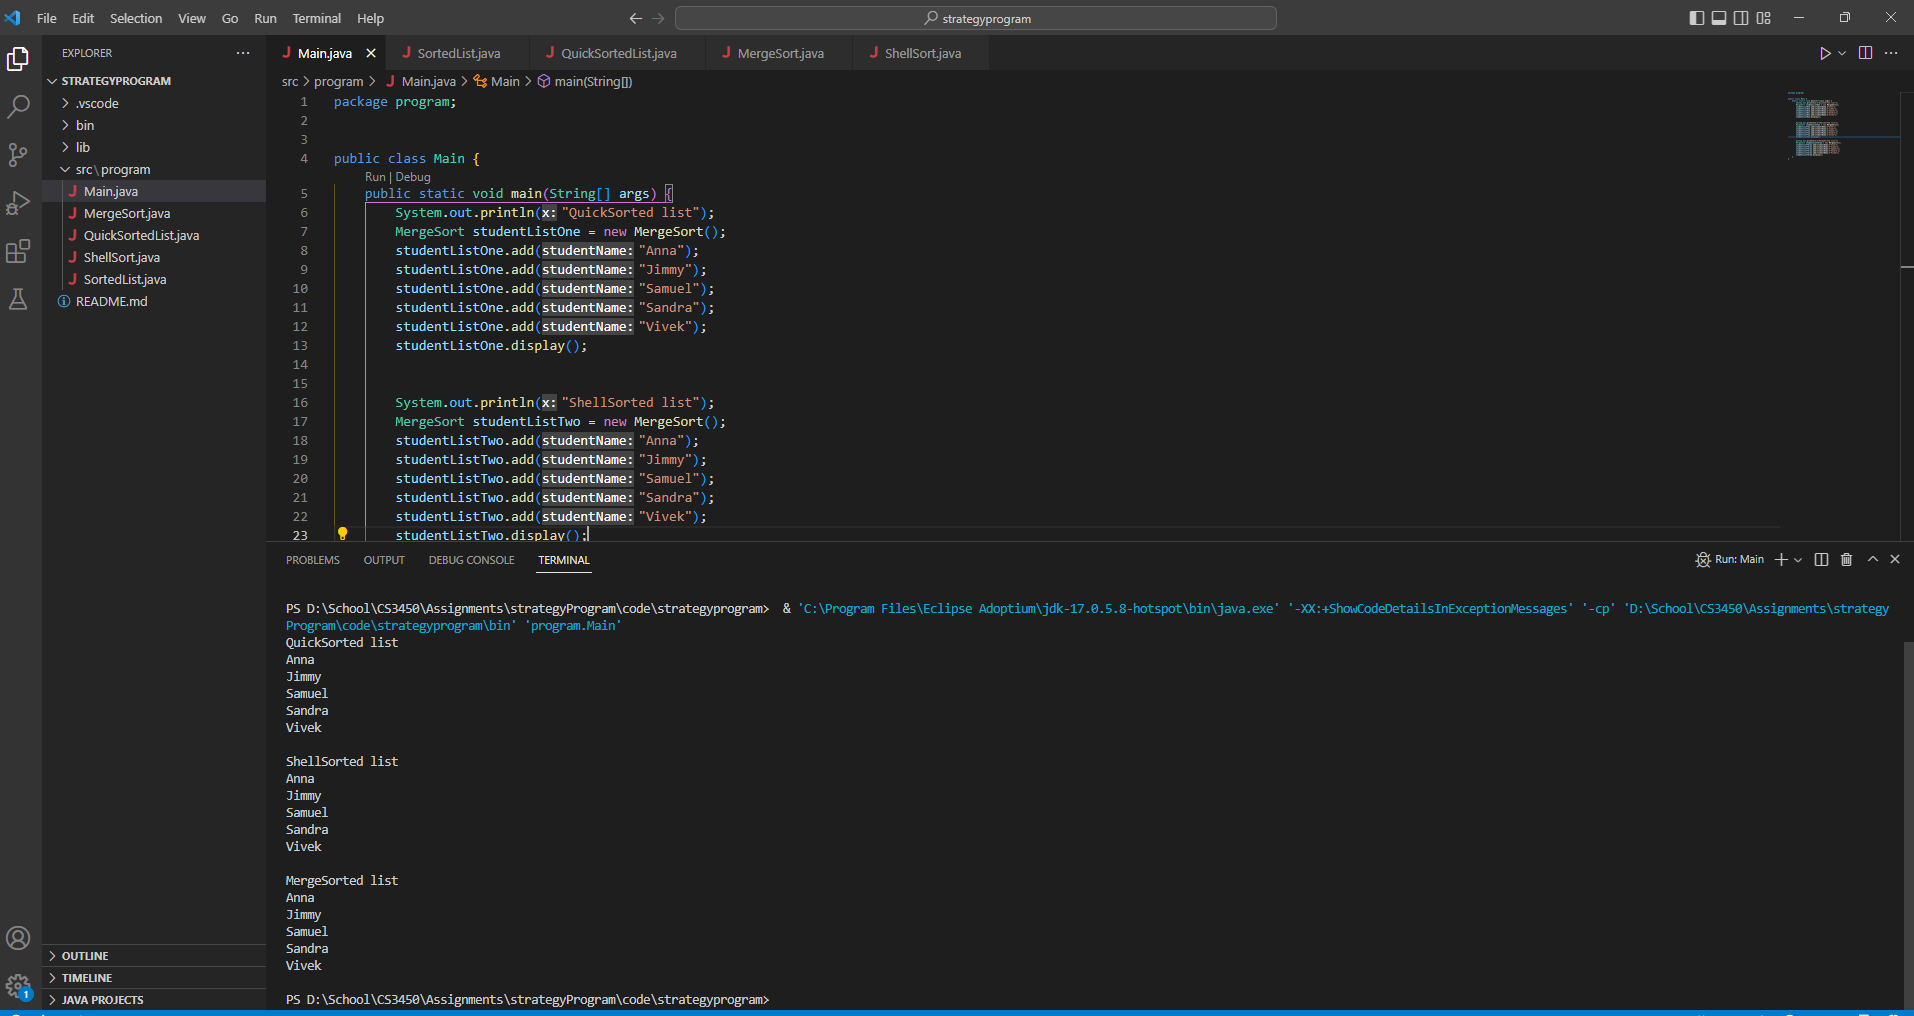 File Edit Selection View Go Run Terminal Help
strategyprogram
EXPLORER
STRATEGYPROGRAM
.vscode
bin
lib
src\program
Main.java
MergeSort.java
QuickSortedList.java
ShellSort.java
SortedList.java
README.md
OUTLINE
TIMELINE
JAVA PROJECTS
1
Main.java SortedList.java QuickSortedList.java MergeSort.java ShellSort.java
src > program > Main.java > Main > main(String[])
1 package program;
2
3
4 public class Main {
Run | Debug
5 public static void main(String[] args) {
6 System.out.println(x: "QuickSorted list");
7 MergeSort studentListOne = new MergeSort();
8 studentListOne.add(studentName: "Anna");
9 studentListOne.add(studentName: "Jimmy");
10 studentListOne.add(studentName: "Samuel");
11 studentListOne.add(studentName: "Sandra");
12 studentListOne.add(studentName: "Vivek");
13 studentListOne.display();
14
15
16 System.out.println(x: "ShellSorted list");
17 MergeSort studentListTwo = new MergeSort();
18 studentListTwo.add(studentName: "Anna");
19 studentListTwo.add(studentName: "Jimmy");
20 studentListTwo.add(studentName: "Samuel");
21 studentListTwo.add(studentName: "Sandra");
22 studentListTwo.add(studentName: "Vivek");
23 studentListTwo.display();
PROBLEMS OUTPUT DEBUG CONSOLE TERMINAL
Run: Main
PS D:\School\CS3450\Assignments\strategyProgram\code\strategyprogram> & 'C:\Program Files\Eclipse Adoptium\jdk-17.0.5.8-hotspot\bin\java.exe' '-XX:+ShowCodeDetailsInExceptionMessages' '-cp' 'D:\School\CS3450\Assignments\strategy
Program\code\strategyprogram\bin' 'program.Main'
QuickSorted list
Anna
Jimmy
Samuel
Sandra
Vivek
ShellSorted list
Anna
Jimmy
Samuel
Sandra
Vivek
MergeSorted list
Anna
Jimmy
Samuel
Sandra
Vivek
PS D:\School\CS3450\Assignments\strategyProgram\code\strategyprogram>